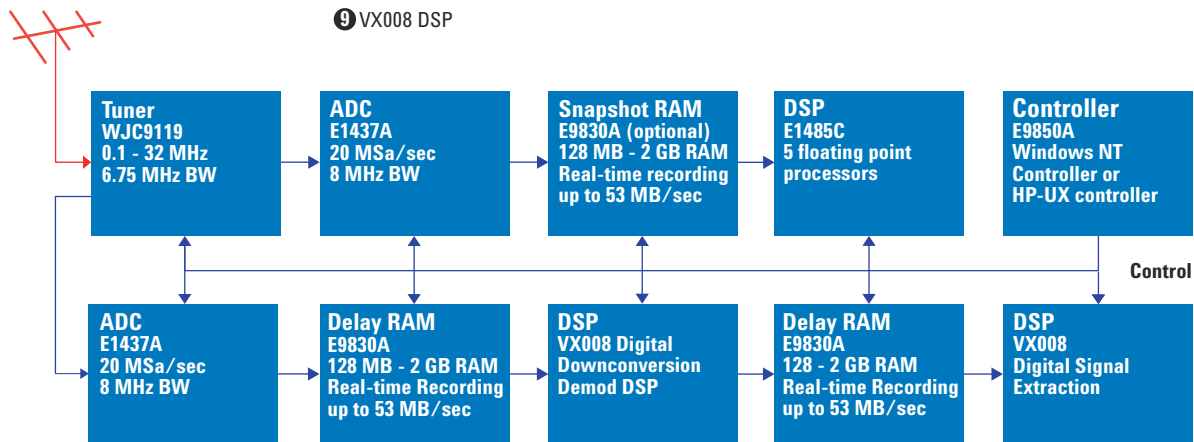 ❾ VX008 DSP
Tuner
WJC9119
0.1 - 32 MHz
6.75 MHz BW
ADC
E1437A
20 MSa/sec
8 MHz BW
Snapshot RAM
E9830A (optional)
128 MB - 2 GB RAM
Real-time recording
up to 53 MB/sec
DSP
E1485C
5 floating point
processors
Controller
E9850A
Windows NT
Controller or
HP-UX controller
Control
ADC
E1437A
20 MSa/sec
8 MHz BW
Delay RAM
E9830A
128 MB - 2 GB RAM
Real-time Recording
up to 53 MB/sec
DSP
VX008 Digital
Downconversion
Demod DSP
Delay RAM
E9830A
128 - 2 GB RAM
Real-time Recording
up to 53 MB/sec
DSP
VX008
Digital Signal
Extraction